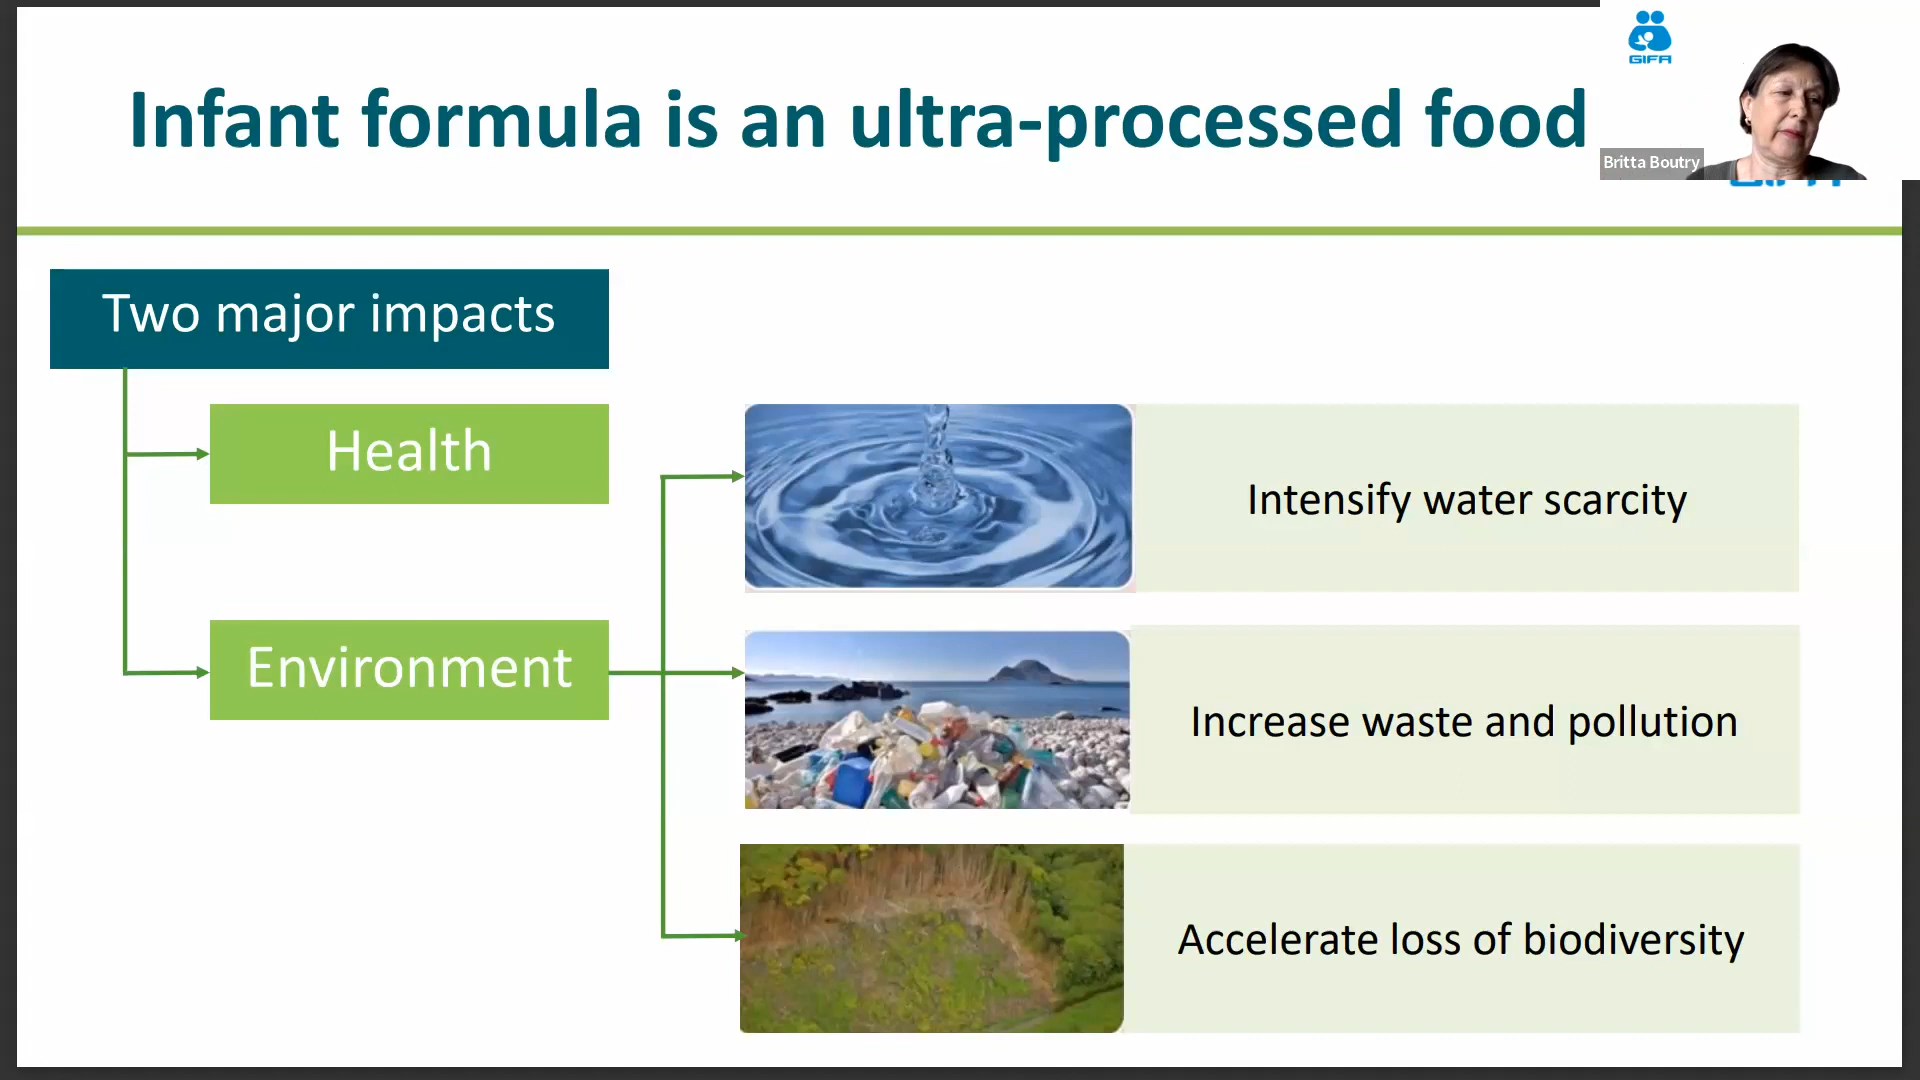 Infant formula is an ultra-processed food
GIFA
Britta Boutry
Two major impacts
Health
Environment
Intensify water scarcity
Increase waste and pollution
Accelerate loss of biodiversity